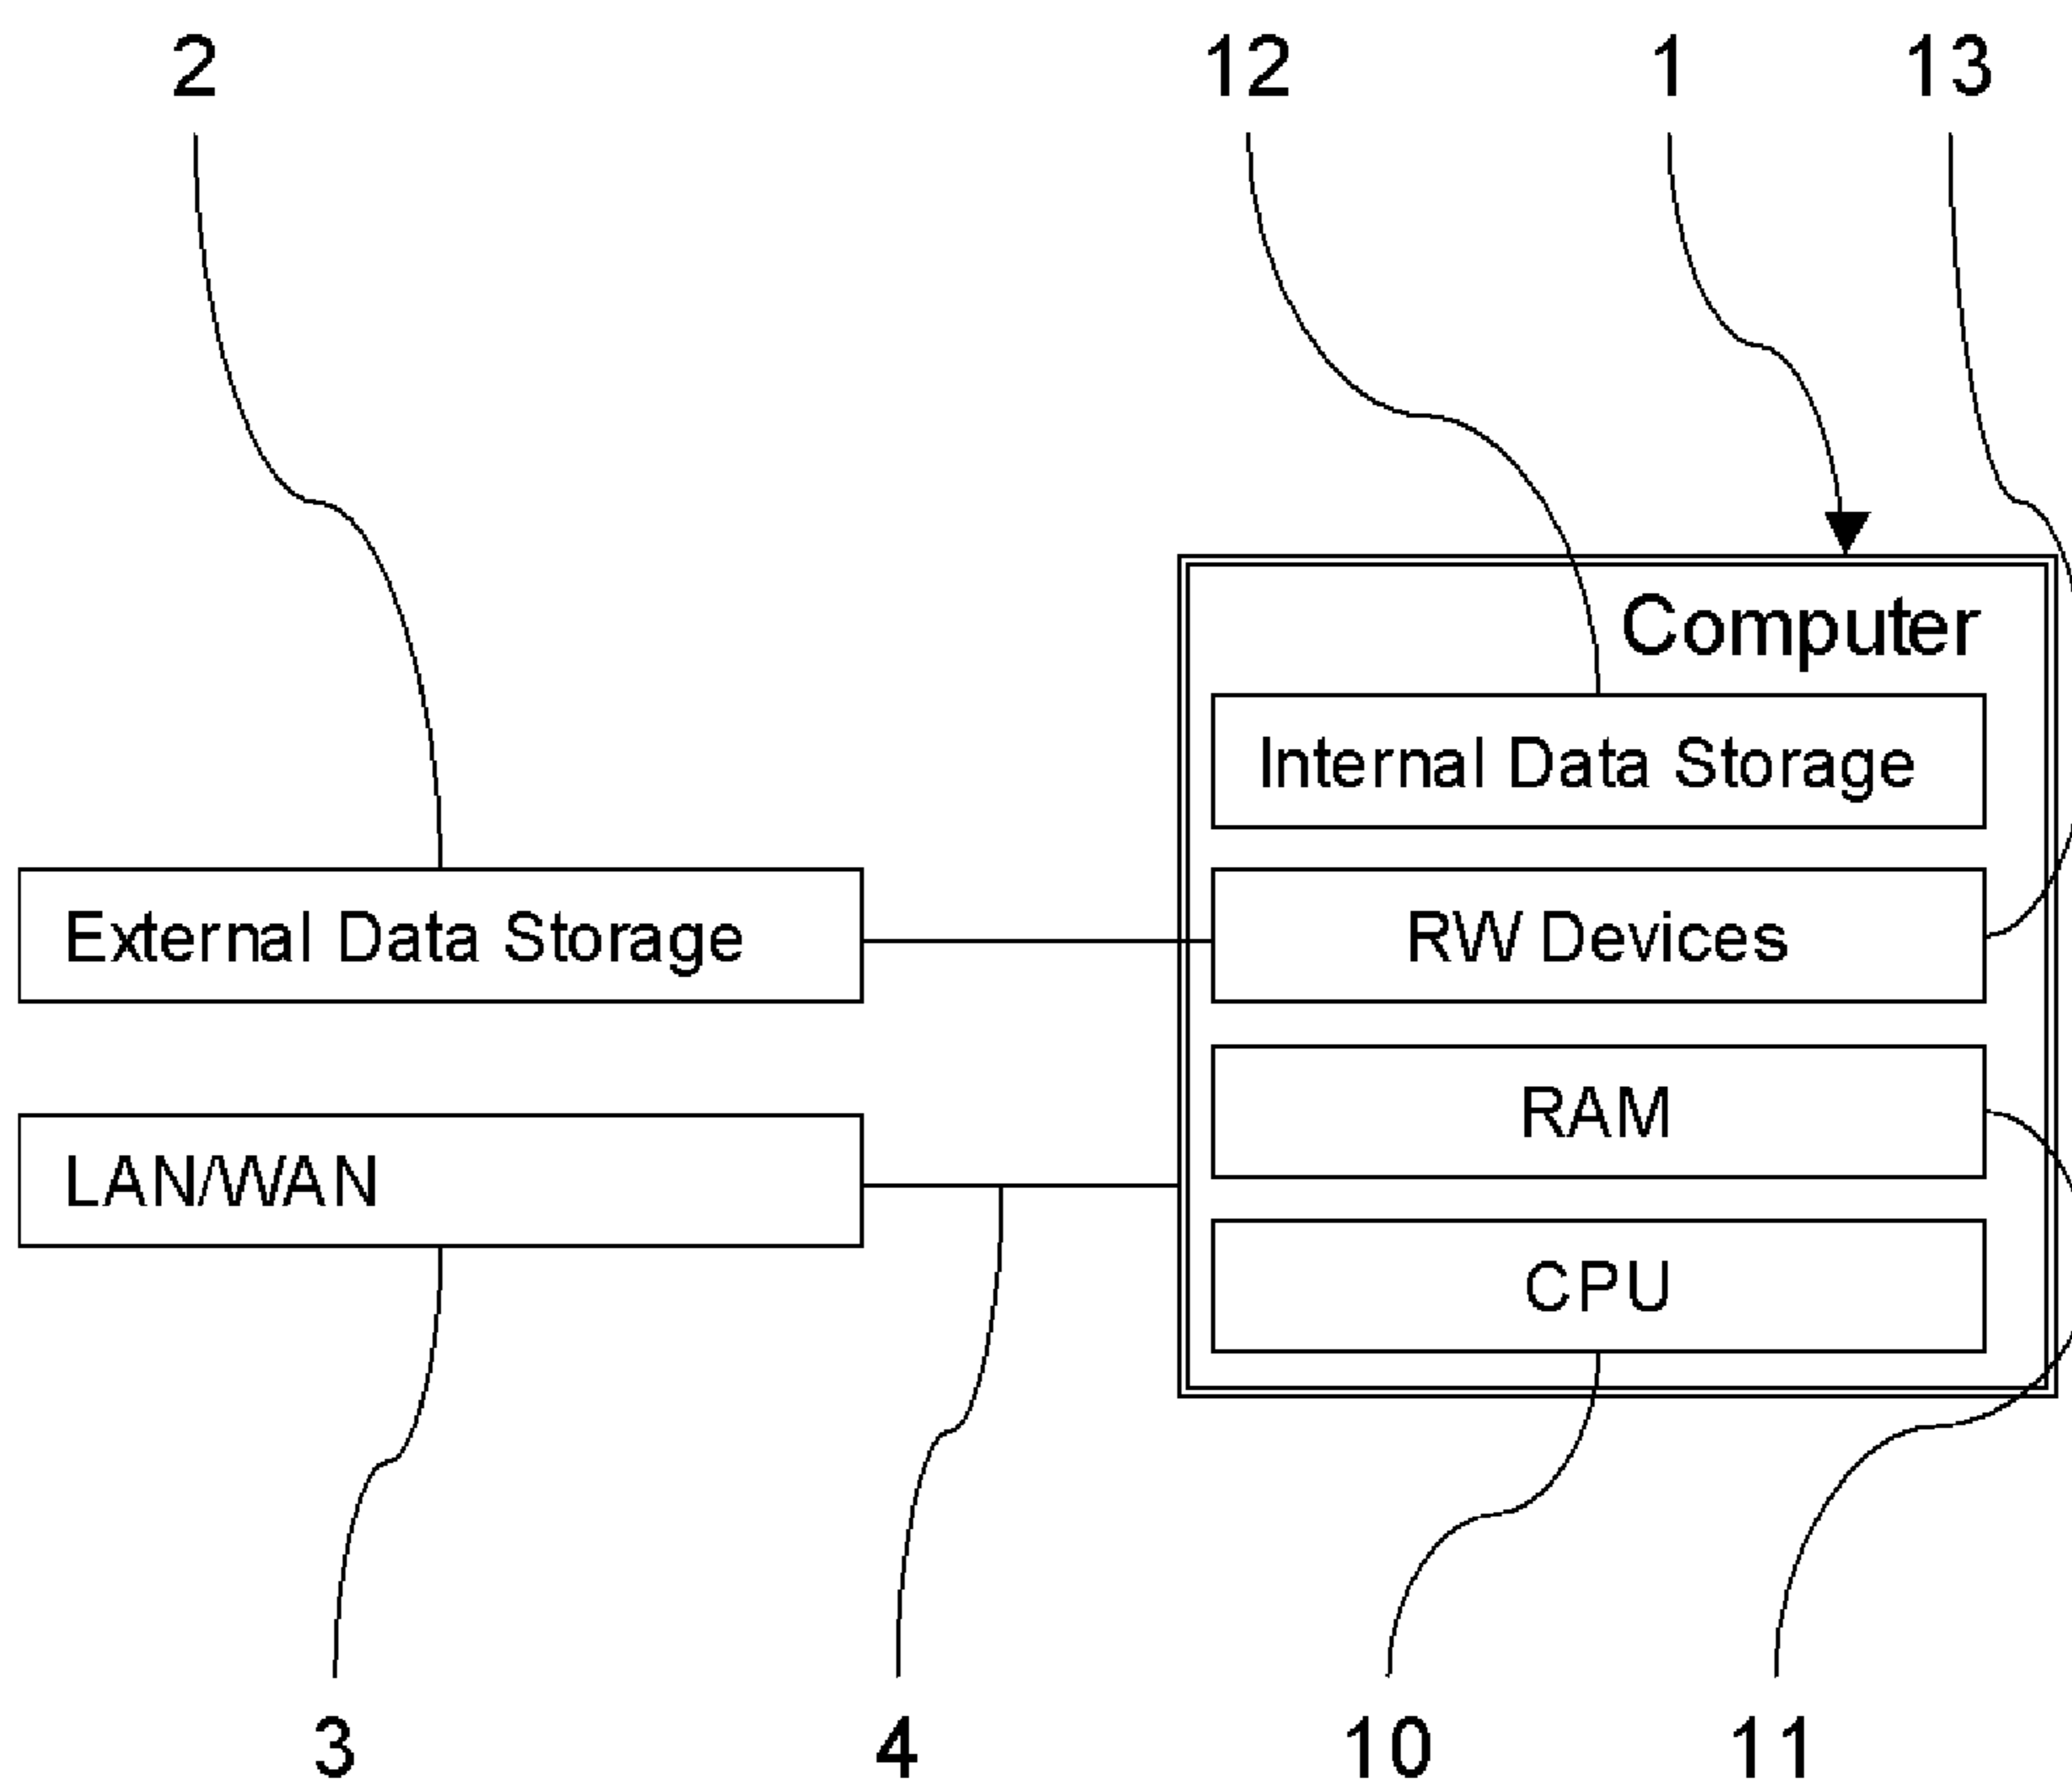 2
12
1
13
Computer
Internal Data Storage
External Data Storage
RW Devices
RAM
LAN/WAN
CPU
3
4
10
11